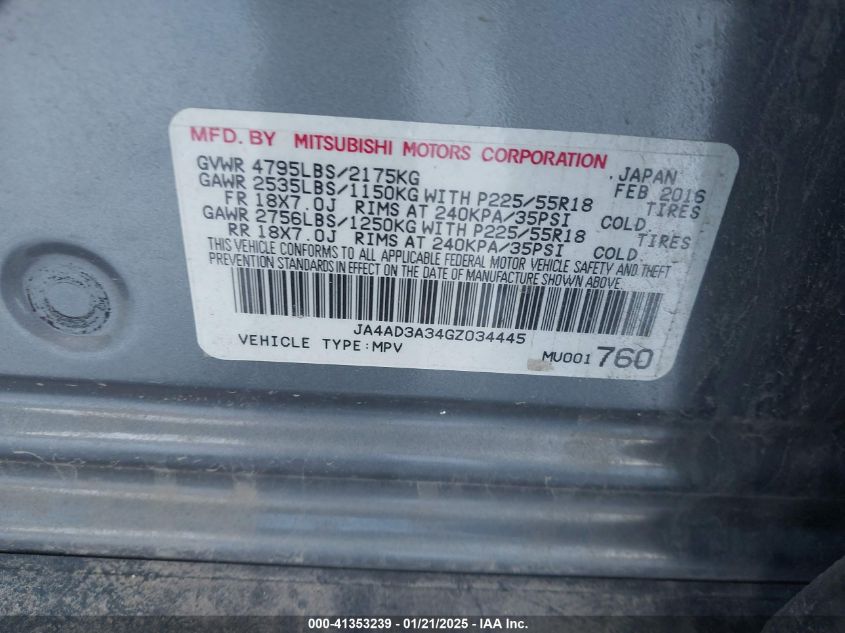 MFD. BY MITSUBISHI MOTORS CORPORATION, JAPAN
GVWR 4795LBS/2175KG FEB 2016
GAWR 2535LBS/1150KG WITH P225/55R18 TIRES
FR 18X7.0J RIMS AT 240KPA/35PSI COLD.
GAWR 2756LBS/1250KG WITH P225/55R18 TIRES
RR 18X7.0J RIMS AT 240KPA/35PSI COLD.
THIS VEHICLE CONFORMS TO ALL APPLICABLE FEDERAL MOTOR VEHICLE SAFETY AND THEFT
PREVENTION STANDARDS IN EFFECT ON THE DATE OF MANUFACTURE SHOWN ABOVE.
JA4AD3A34GZ034445
VEHICLE TYPE:MPV MU001760
000-41353239 - 01/21/2025 - © IAA, Inc.